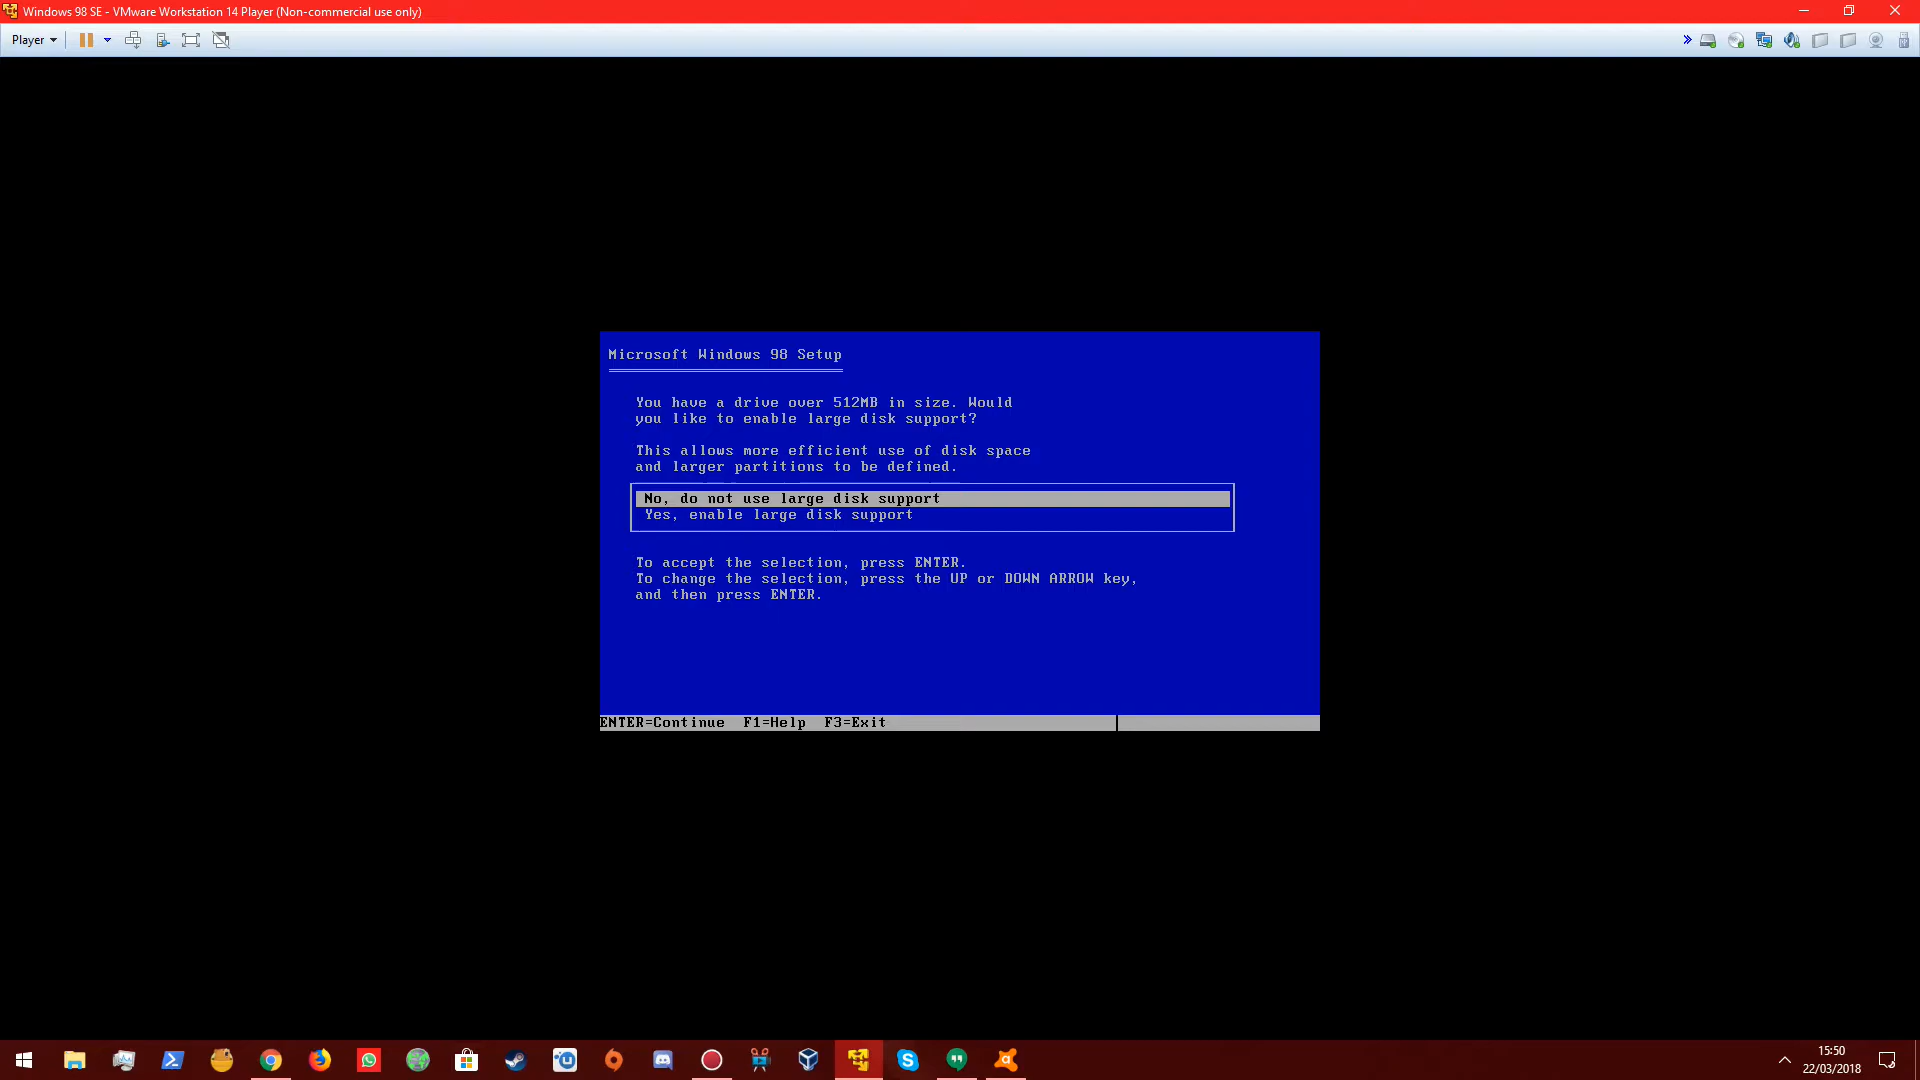 Windows 98 SE - VMware Workstation 14 Player (Non-commercial use only)
Player
Microsoft Windows 98 Setup
You have a drive over 512MB in size. Would
you like to enable large disk support?
This allows more efficient use of disk space
and larger partitions to be defined.
No, do not use large disk support
Yes, enable large disk support
To accept the selection, press ENTER.
To change the selection, press the UP or DOWN ARROW key,
and then press ENTER.
ENTER=Continue  F1=Help  F3=Exit
15:50
22/03/2018